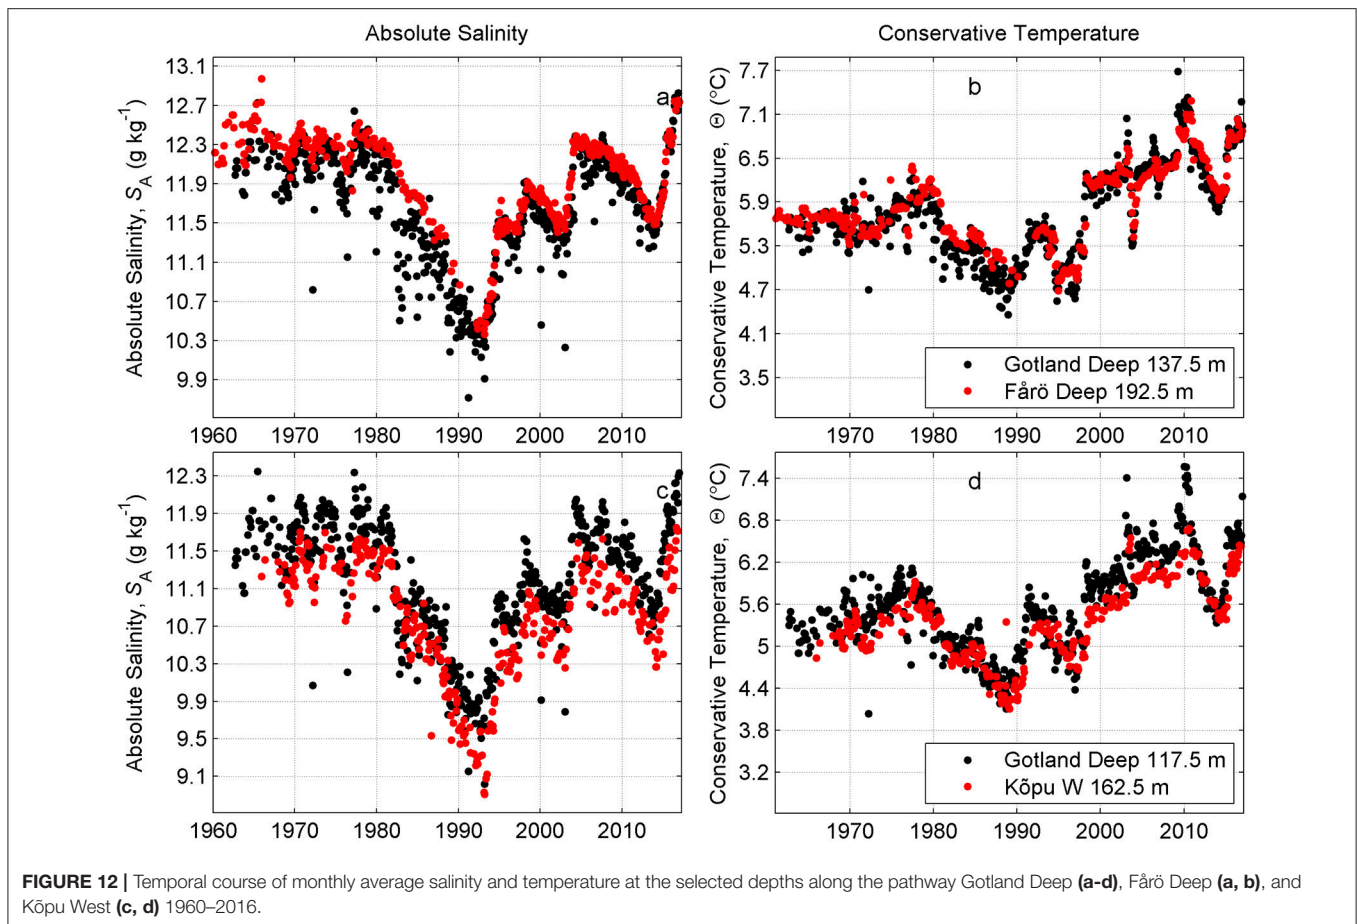 Absolute Salinity
Conservative Temperature
Absolute Salinity, S_A (g kg⁻¹)
13.1
12.7
12.3
11.9
11.5
11.1
10.7
10.3
9.9
a
1960 1970 1980 1990 2000 2010
Conservative Temperature, Θ (°C)
7.7
7.1
6.5
5.9
5.3
4.7
4.1
3.5
b
Gotland Deep 137.5 m
Fårö Deep 192.5 m
1970 1980 1990 2000 2010
Absolute Salinity, S_A (g kg⁻¹)
12.3
11.9
11.5
11.1
10.7
10.3
9.9
9.5
9.1
c
1960 1970 1980 1990 2000 2010
Conservative Temperature, Θ (°C)
7.4
6.8
6.2
5.6
5
4.4
3.8
3.2
d
Gotland Deep 117.5 m
Kõpu W 162.5 m
1970 1980 1990 2000 2010
FIGURE 12 | Temporal course of monthly average salinity and temperature at the selected depths along the pathway Gotland Deep (a-d), Fårö Deep (a, b), and
Kõpu West (c, d) 1960–2016.